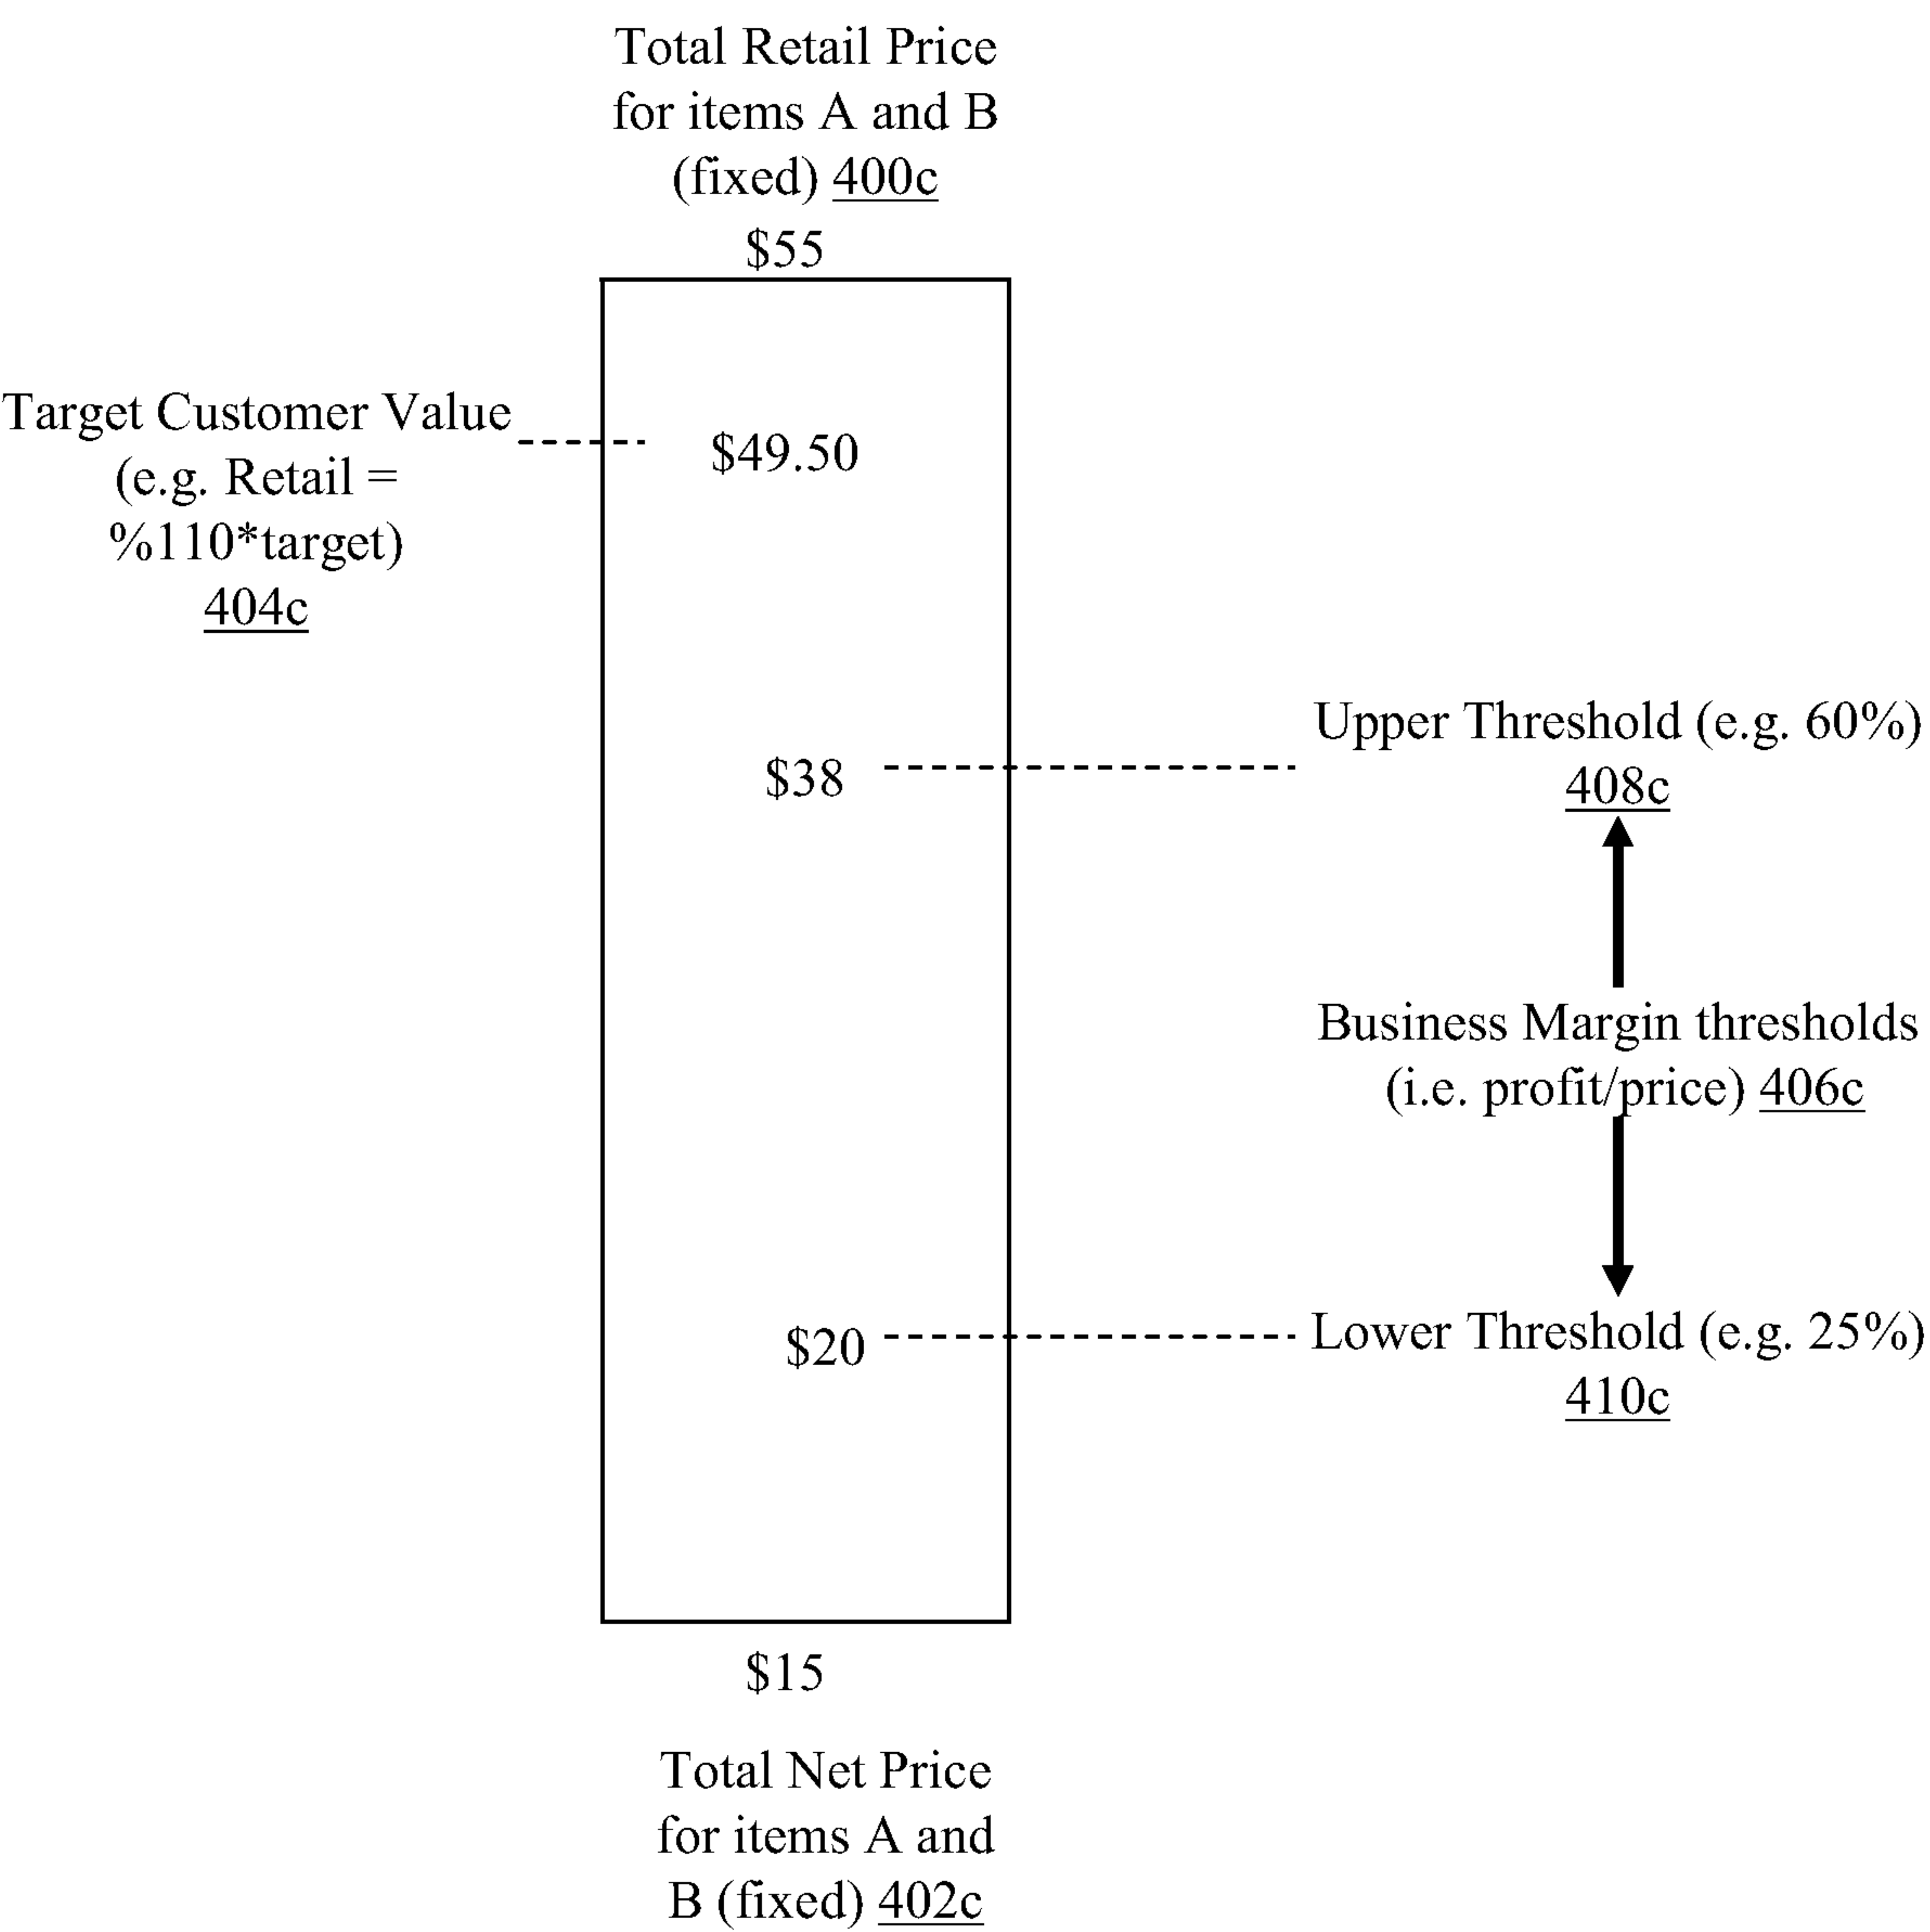 Total Retail Price
for items A and B
(fixed) 400c
$55
Target Customer Value
(e.g. Retail =
%110*target)
404c
$49.50
Upper Threshold (e.g. 60%)
408c
$38
Business Margin thresholds
(i.e. profit/price) 406c
$20
Lower Threshold (e.g. 25%)
410c
$15
Total Net Price
for items A and
B (fixed) 402c